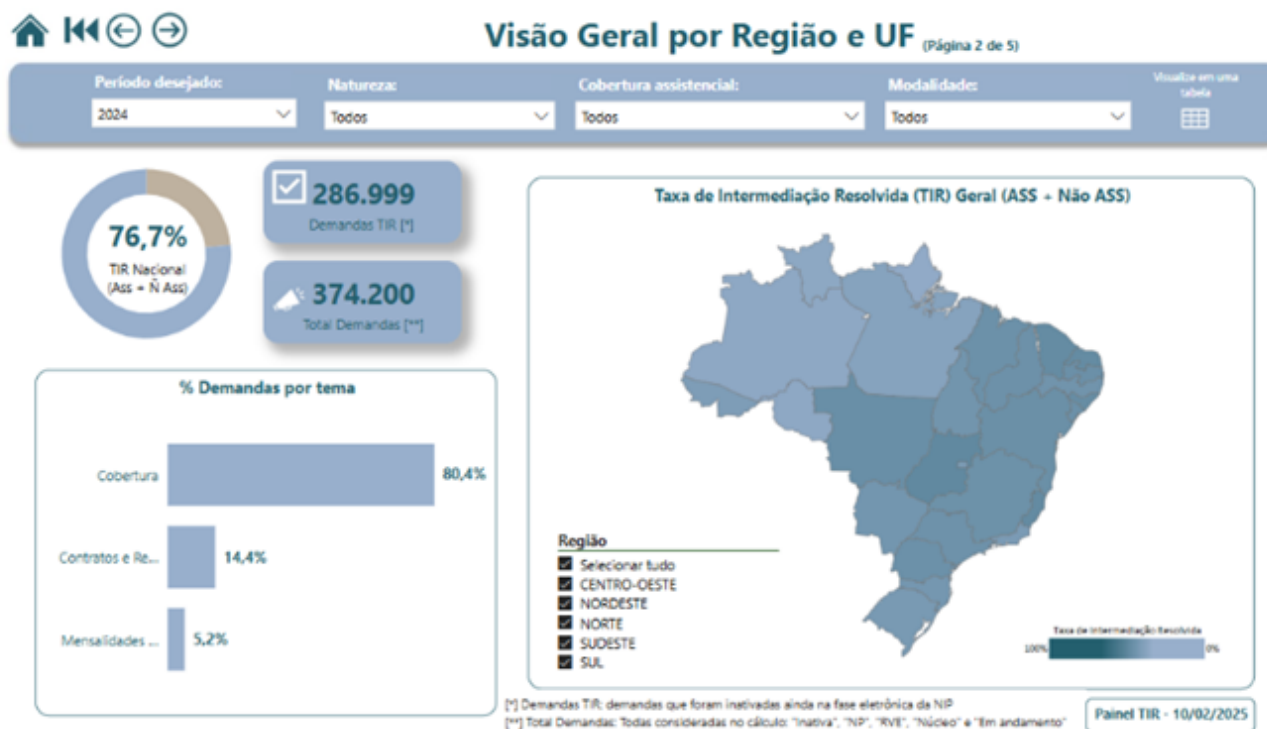 Visão Geral por Região e UF (Página 2 de 5)
Período desejado:
2024
Natureza:
Todos
Cobertura assistencial:
Todos
Modalidade:
Todos
Visualize em uma
tabela
76,7%
TIR Nacional
(Ass + Ñ Ass)
286.999
Demandas TIR [*]
374.200
Total Demandas [**]
% Demandas por tema
Cobertura
80,4%
Contratos e Re...
14,4%
Mensalidades ...
5,2%
Taxa de Intermediação Resolvida (TIR) Geral (ASS + Não ASS)
Região
Selecionar tudo
CENTRO-OESTE
NORDESTE
NORTE
SUDESTE
SUL
Taxa de Intermediação Resolvida
100%
0%
[*] Demandas TIR: demandas que foram inativadas ainda na fase eletrônica da NIP
[**] Total Demandas: Todas consideradas no cálculo: "Inativa", "NP", "RVE", "Núcleo" e "Em andamento"
Painel TIR - 10/02/2025